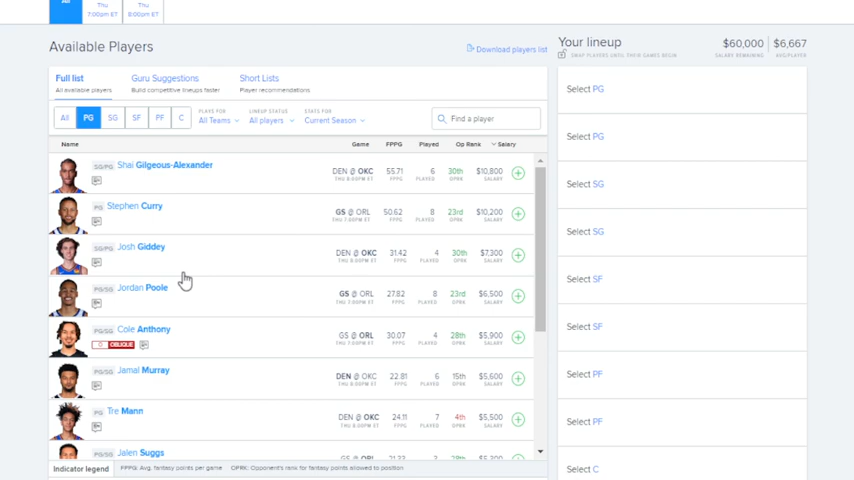 All
Thu
7:00pm ET
Thu
8:00pm ET
Available Players
Download players list
Full list
All available players
Guru Suggestions
Build competitive lineups faster
Short Lists
Player recommendations
All PG SG SF PF C
PLAYS FOR
All Teams
LINEUP STATUS
All players
STATS FOR
Current Season
Find a player
Name Game FPPG Played Op Rank Salary
SG/PG Shai Gilgeous-Alexander DEN @ OKC 55.71 6 30th $10,800
THU 8:00PM ET FPPG PLAYED OPRK SALARY
PG Stephen Curry GS @ ORL 50.62 8 23rd $10,200
THU 7:00PM ET FPPG PLAYED OPRK SALARY
SG/PG Josh Giddey DEN @ OKC 31.42 4 30th $7,300
THU 8:00PM ET FPPG PLAYED OPRK SALARY
PG/SG Jordan Poole GS @ ORL 27.82 8 23rd $6,500
THU 7:00PM ET FPPG PLAYED OPRK SALARY
PG/SG Cole Anthony GS @ ORL 30.07 4 28th $5,900
O OBLIQUE THU 7:00PM ET FPPG PLAYED OPRK SALARY
PG/SG Jamal Murray DEN @ OKC 22.81 6 15th $5,600
THU 8:00PM ET FPPG PLAYED OPRK SALARY
PG Tre Mann DEN @ OKC 24.11 7 4th $5,500
THU 8:00PM ET FPPG PLAYED OPRK SALARY
PG/SG Jalen Suggs
Indicator legend FPPG: Avg. fantasy points per game OPRK: Opponent's rank for fantasy points allowed to position
Your lineup
SWAP PLAYERS UNTIL THEIR GAMES BEGIN
$60,000
SALARY REMAINING
$6,667
AVG PLAYER
Select PG
Select PG
Select SG
Select SG
Select SF
Select SF
Select PF
Select PF
Select C